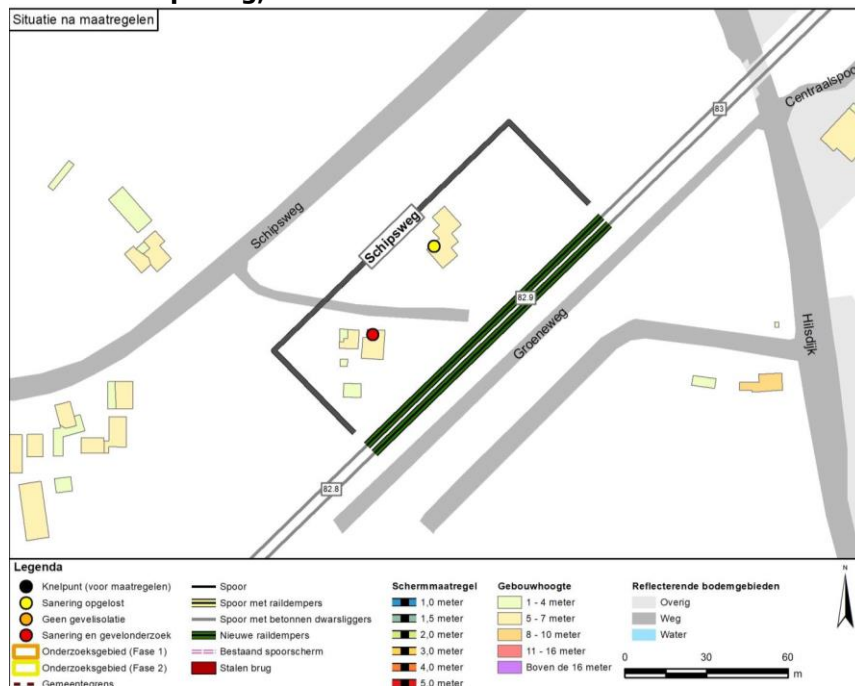 Situatie na maatregelen
Centraalspoo
83
Schipsweg
Schipsweg
82.9
Groeneweg
Hilsdijk
82.8
Legenda
Knelpunt (voor maatregelen)
Sanering opgelost
Geen gevelisolatie
Sanering en gevelonderzoek
Onderzoeksgebied (Fase 1)
Onderzoeksgebied (Fase 2)
Gemeentegrens
Spoor
Spoor met raildempers
Spoor met betonnen dwarsliggers
Nieuwe raildempers
Bestaand spoorscherm
Stalen brug
Schermmaatregel
1,0 meter
1,5 meter
2,0 meter
3,0 meter
4,0 meter
5,0 meter
Gebouwhoogte
1 - 4 meter
5 - 7 meter
8 - 10 meter
11 - 16 meter
Boven de 16 meter
Reflecterende bodemgebieden
Overig
Weg
Water
N
0 30 60
m